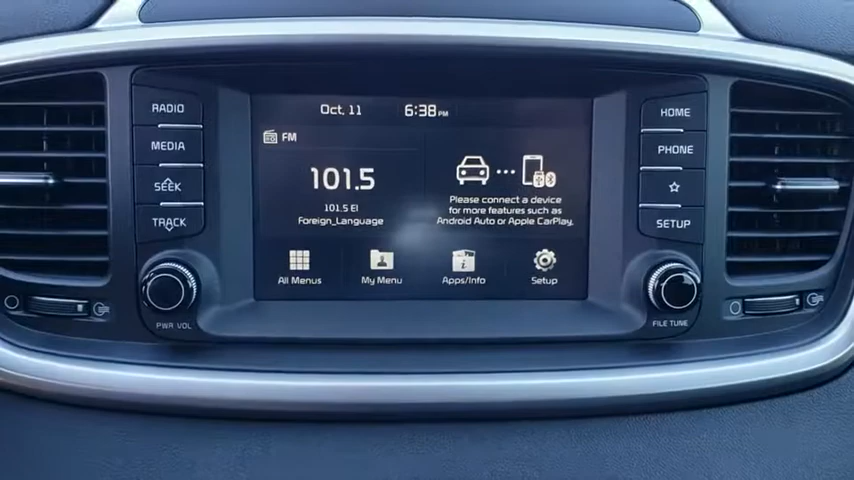 RADIO
MEDIA
SEEK
TRACK
PWR VOL
Oct. 11 6:38 PM
FM
101.5
101.5 El
Foreign_Language
Please connect a device
for more features such as
Android Auto or Apple CarPlay.
All Menus
My Menu
Apps/Info
Setup
HOME
PHONE
SETUP
FILE TUNE